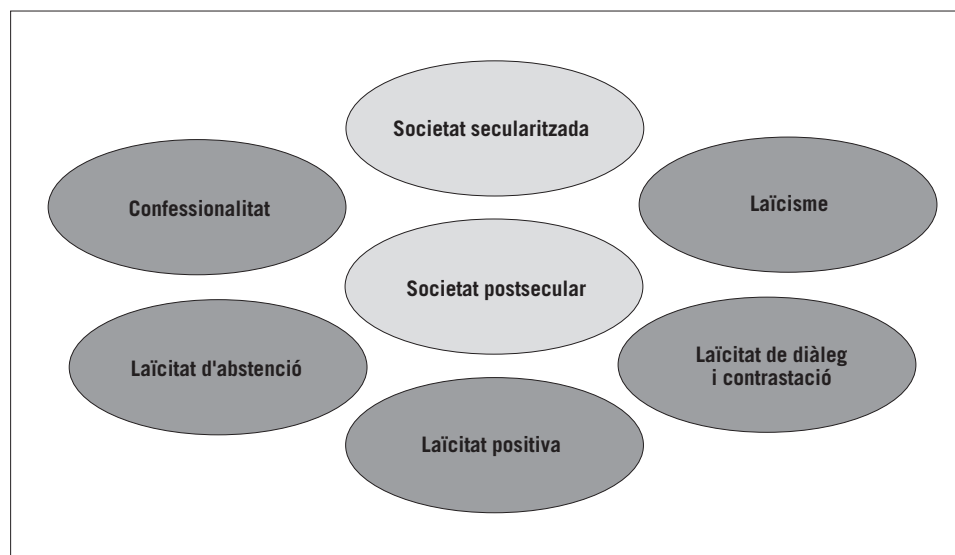 Societat secularitzada
Confessionalitat
Laïcisme
Societat postsecular
Laïcitat d'abstenció
Laïcitat de diàleg
i contrastació
Laïcitat positiva